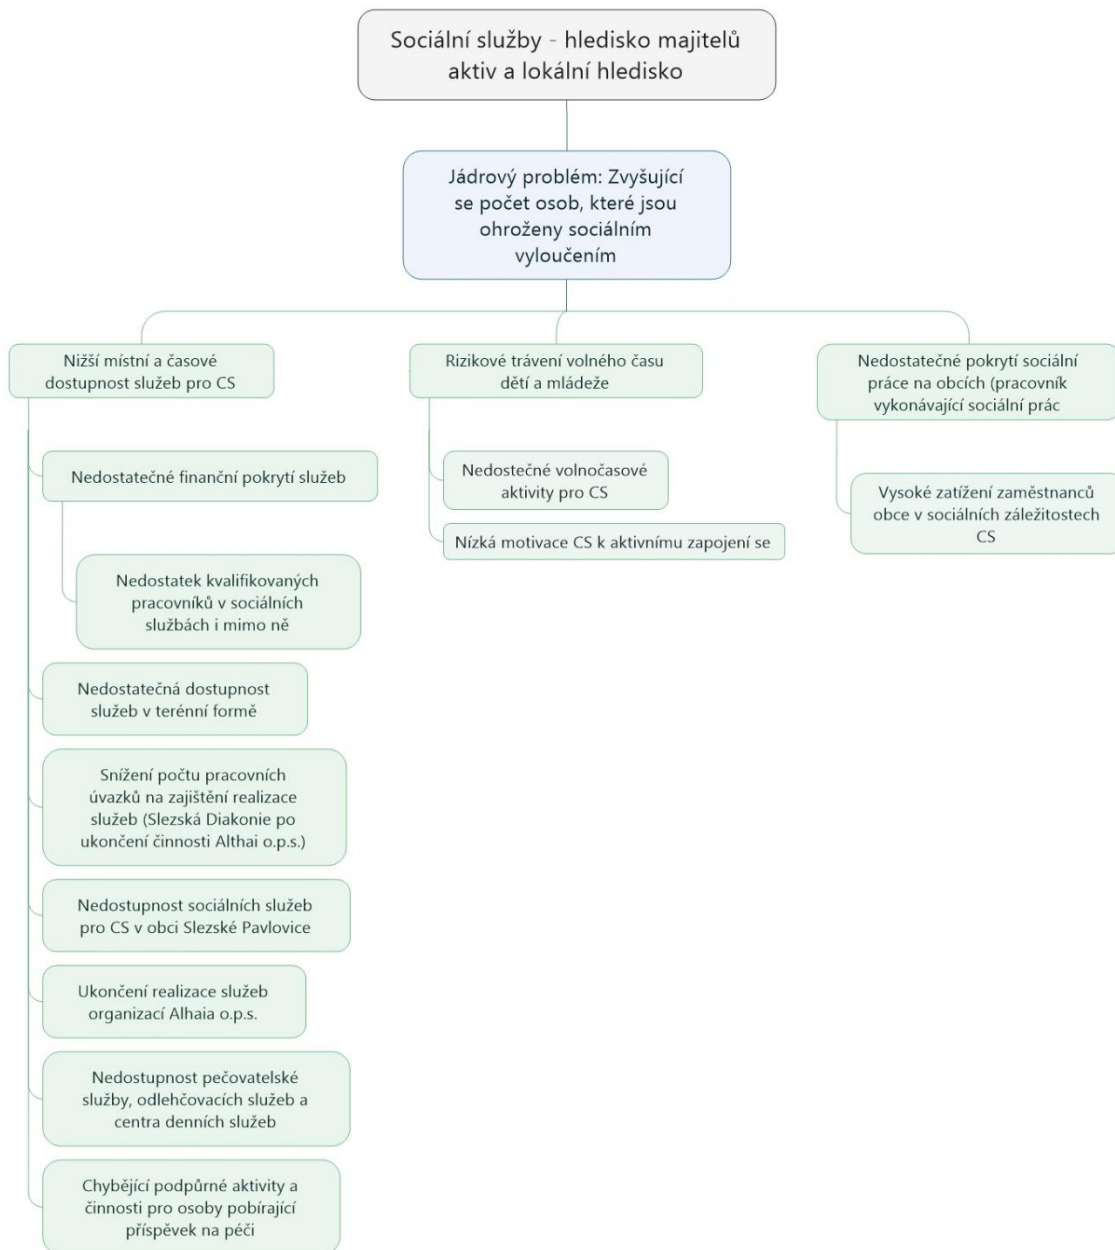 Sociální služby - hledisko majitelů
aktiv a lokální hledisko
Jádrový problém: Zvyšující
se počet osob, které jsou
ohroženy sociálním
vyloučením
Nižší místní a časové
dostupnost služeb pro CS
Nedostatečné finanční pokrytí služeb
Nedostatek kvalifikovaných
pracovníků v sociálních
službách i mimo ně
Nedostatečná dostupnost
služeb v terénní formě
Snížení počtu pracovních
úvazků na zajištění realizace
služeb (Slezská Diakonie po
ukončení činnosti Althai o.p.s.)
Nedostupnost sociálních služeb
pro CS v obci Slezské Pavlovice
Ukončení realizace služeb
organizací Alhaia o.p.s.
Nedostupnost pečovatelské
služby, odlehčovacích služeb a
centra denních služeb
Chybějící podpůrné aktivity a
činnosti pro osoby pobírající
příspěvek na péči
Rizikové trávení volného času
dětí a mládeže
Nedostečné volnočasové
aktivity pro CS
Nízká motivace CS k aktivnímu zapojení se
Nedostatečné pokrytí sociální
práce na obcích (pracovník
vykonávající sociální prác
Vysoké zatížení zaměstnanců
obce v sociálních záležitostech
CS